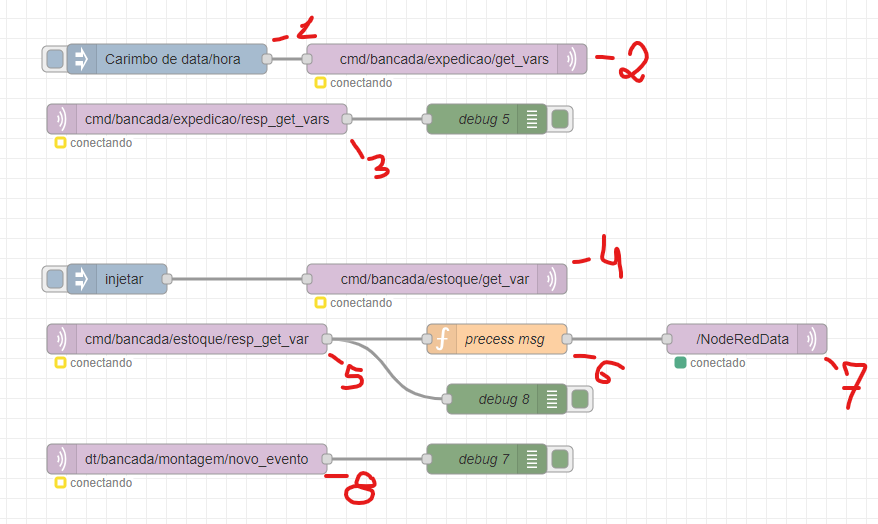 Carimbo de data/hora
1
cmd/bancada/expedicao/get_vars
2
conectando
cmd/bancada/expedicao/resp_get_vars
debug 5
conectando
3
injetar
cmd/bancada/estoque/get_var
4
conectando
cmd/bancada/estoque/resp_get_var
precess msg
/NodeRedData
conectando
5
6
conectado
7
debug 8
dt/bancada/montagem/novo_evento
debug 7
conectando
8